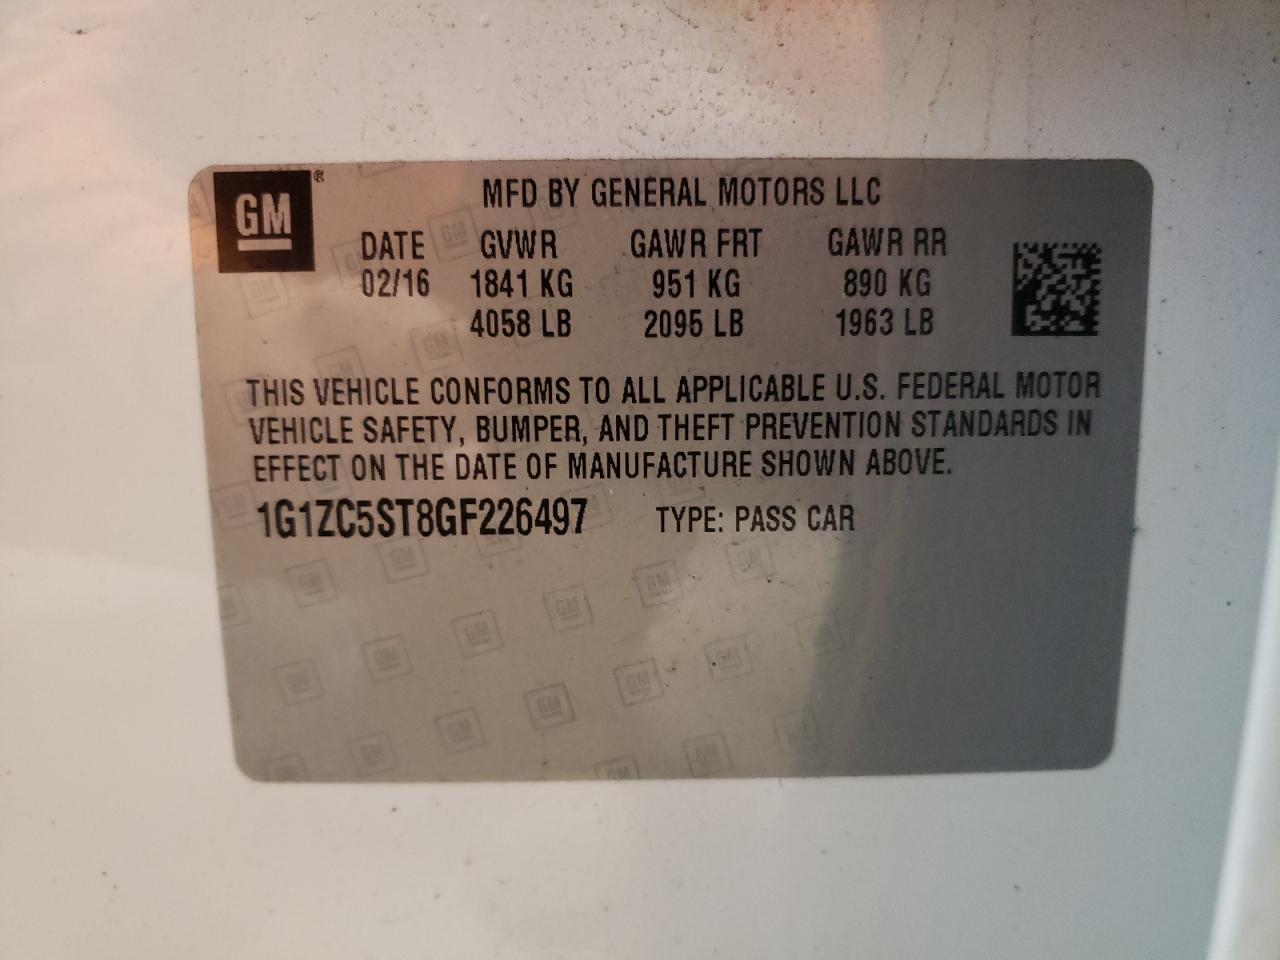 GM®
MFD BY GENERAL MOTORS LLC
DATE GVWR GAWR FRT GAWR RR
02/16 1841 KG 951 KG 890 KG
4058 LB 2095 LB 1963 LB
THIS VEHICLE CONFORMS TO ALL APPLICABLE U.S. FEDERAL MOTOR
VEHICLE SAFETY, BUMPER, AND THEFT PREVENTION STANDARDS IN
EFFECT ON THE DATE OF MANUFACTURE SHOWN ABOVE.
1G1ZC5ST8GF226497 TYPE: PASS CAR